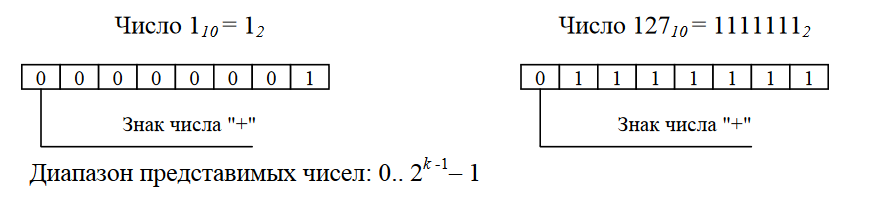 Число 1₁₀ = 1₂
Число 127₁₀ = 1111111₂
0 0 0 0 0 0 0 1
0 1 1 1 1 1 1 1
Знак числа "+"
Знак числа "+"
Диапазон представимых чисел: 0.. 2ᵏ⁻¹– 1